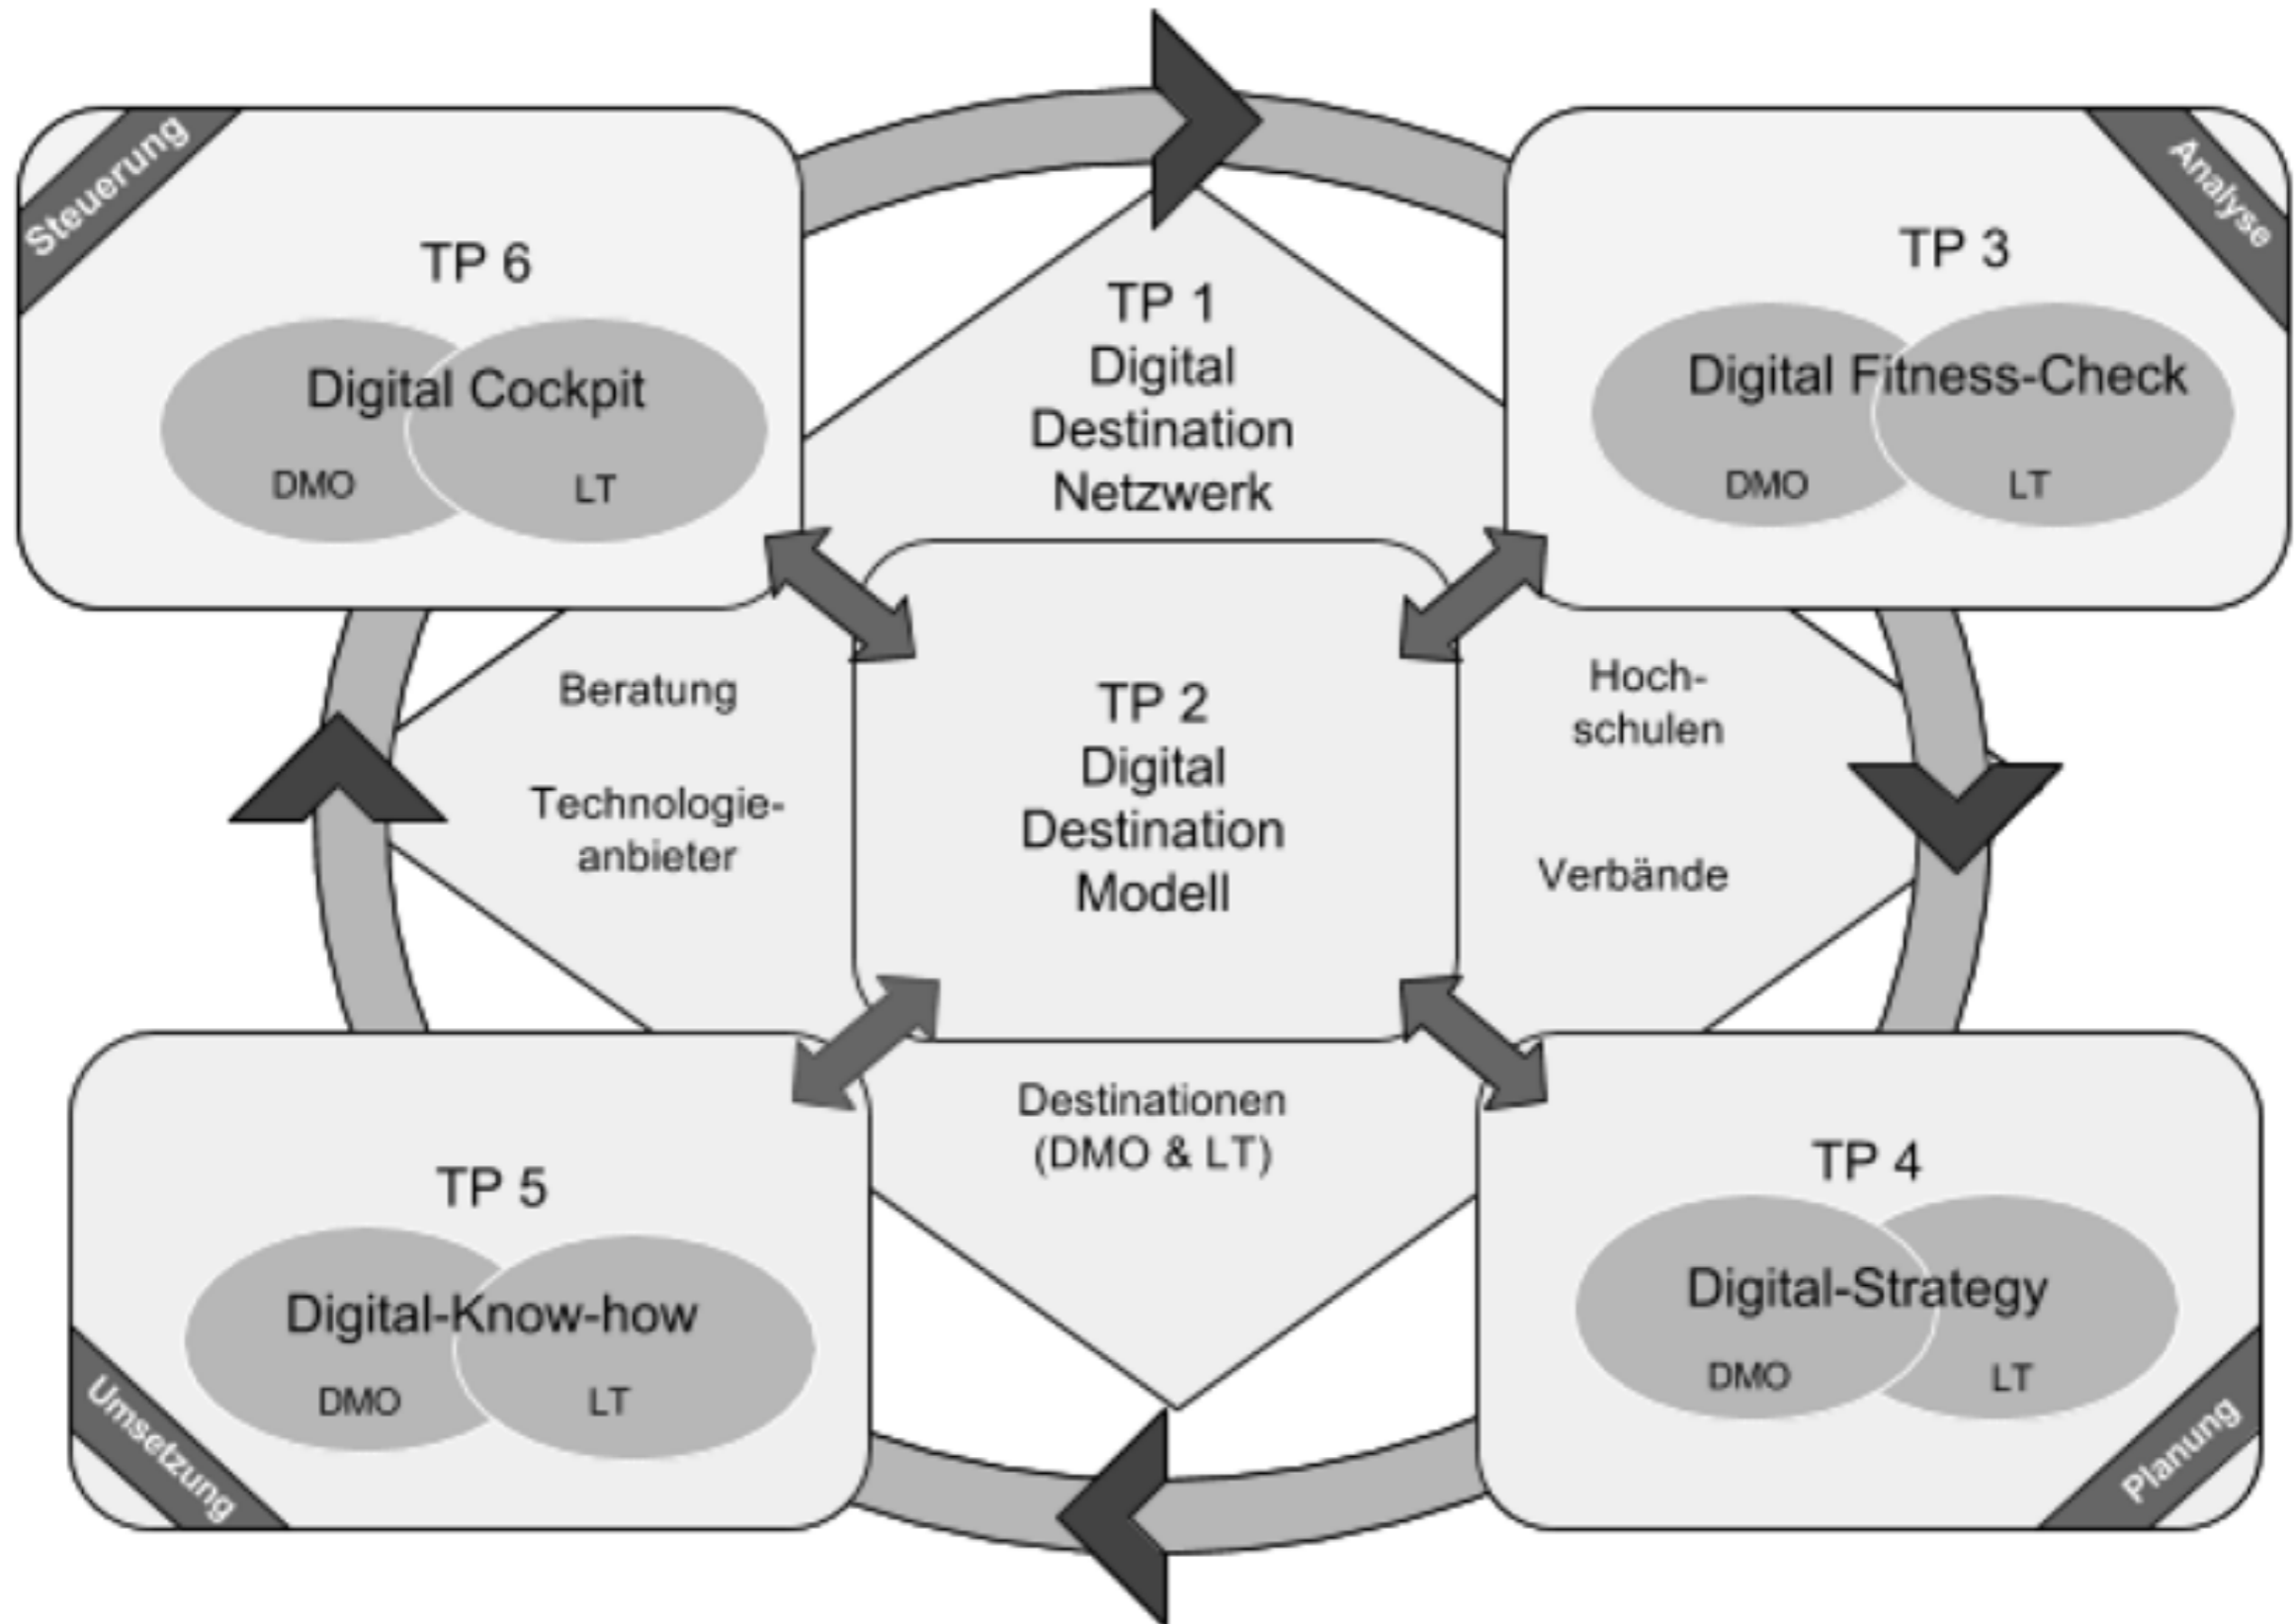 Steuerung
TP 6
Digital Cockpit
DMO
LT
TP 1
Digital
Destination
Netzwerk
Analyse
TP 3
Digital Fitness-Check
DMO
LT
Beratung
Technologie-
anbieter
TP 2
Digital
Destination
Modell
Hoch-
schulen
Verbände
Destinationen
(DMO & LT)
TP 5
Digital-Know-how
DMO
LT
Umsetzung
TP 4
Digital-Strategy
DMO
LT
Planung